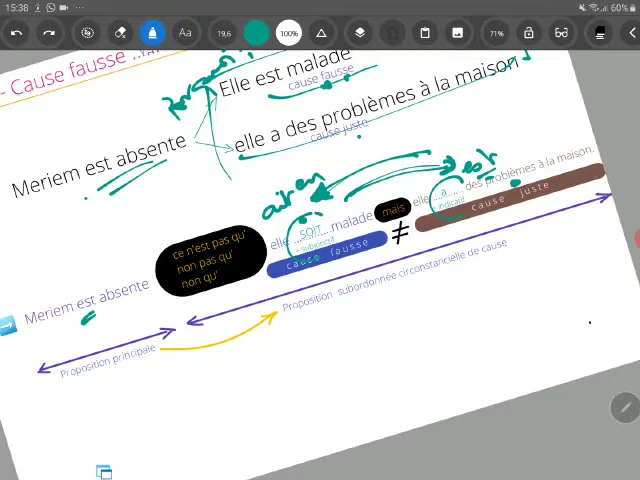 15:38
60%
Aa
19,6
100%
71%
- Cause fausse
Elle est malade
cause fausse
Meriem est absente
elle a des problèmes à la maison
cause juste
ce n'est pas qu'
non pas qu'
non qu'
elle ...SOIT... malade mais elle ...a... des problèmes à la maison.
+ subjonctif
+ indicatif
cause fausse
≠
cause juste
Meriem est absente
Proposition principale
Proposition subordonnée circonstancielle de cause